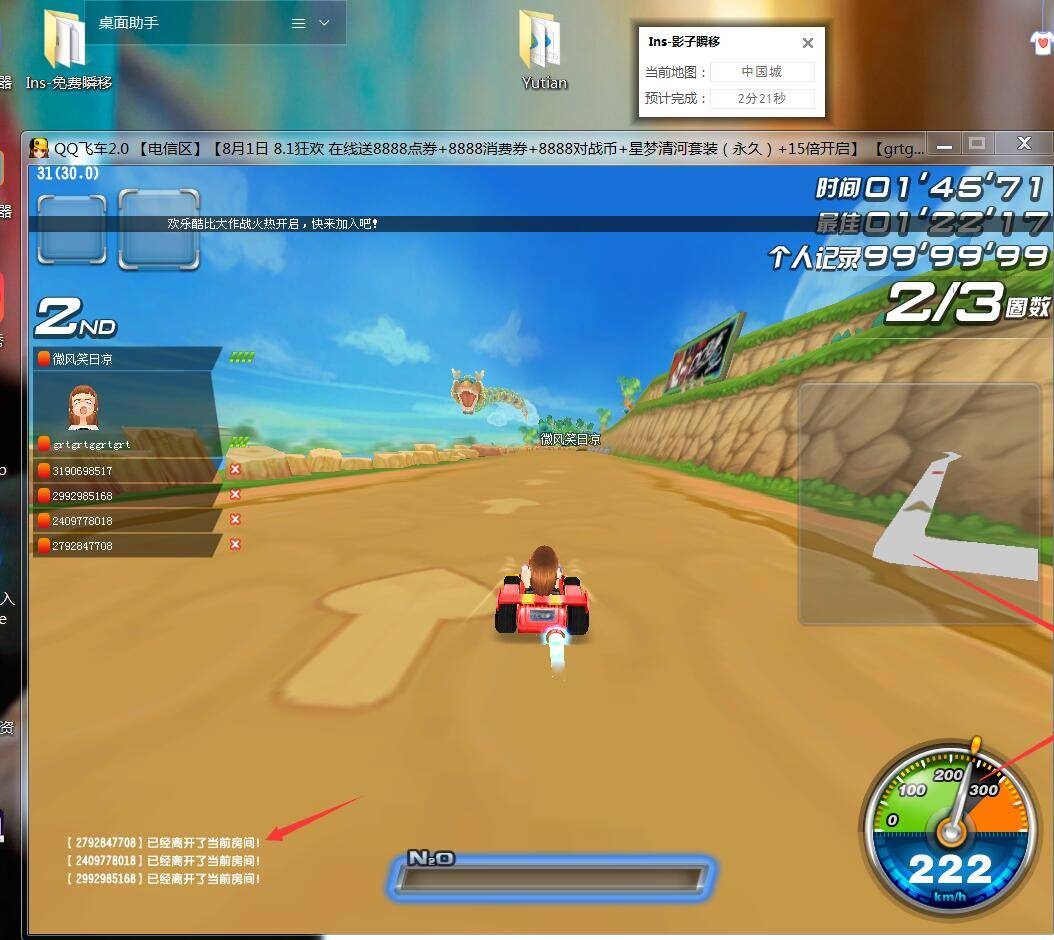 桌面助手
Ins-免费瞬移
Yutian
Ins-影子瞬移
当前地图：
中国城
预计完成：
2分21秒
器
QQ飞车2.0 【电信区】【8月1日 8.1狂欢 在线送8888点券+8888消费券+8888对战币+星梦清河套装（永久）+15倍开启】 【grtg...
31(30.0)
时间01'45'71
欢乐酷比大作战火热开启，快来加入吧!
最佳01'22'17
个人记录99'99'99
2/3圈数
2ND
微风笑日凉
grtgrtggrtgrt
3190698517
2992985168
2409778018
2792847708
微风笑日凉
器
入
e
资
0
100
200
300
222
km/h
【 2792847708 】已经离开了当前房间!
【 2409778018 】已经离开了当前房间!
【 2992985168 】已经离开了当前房间!
N2O